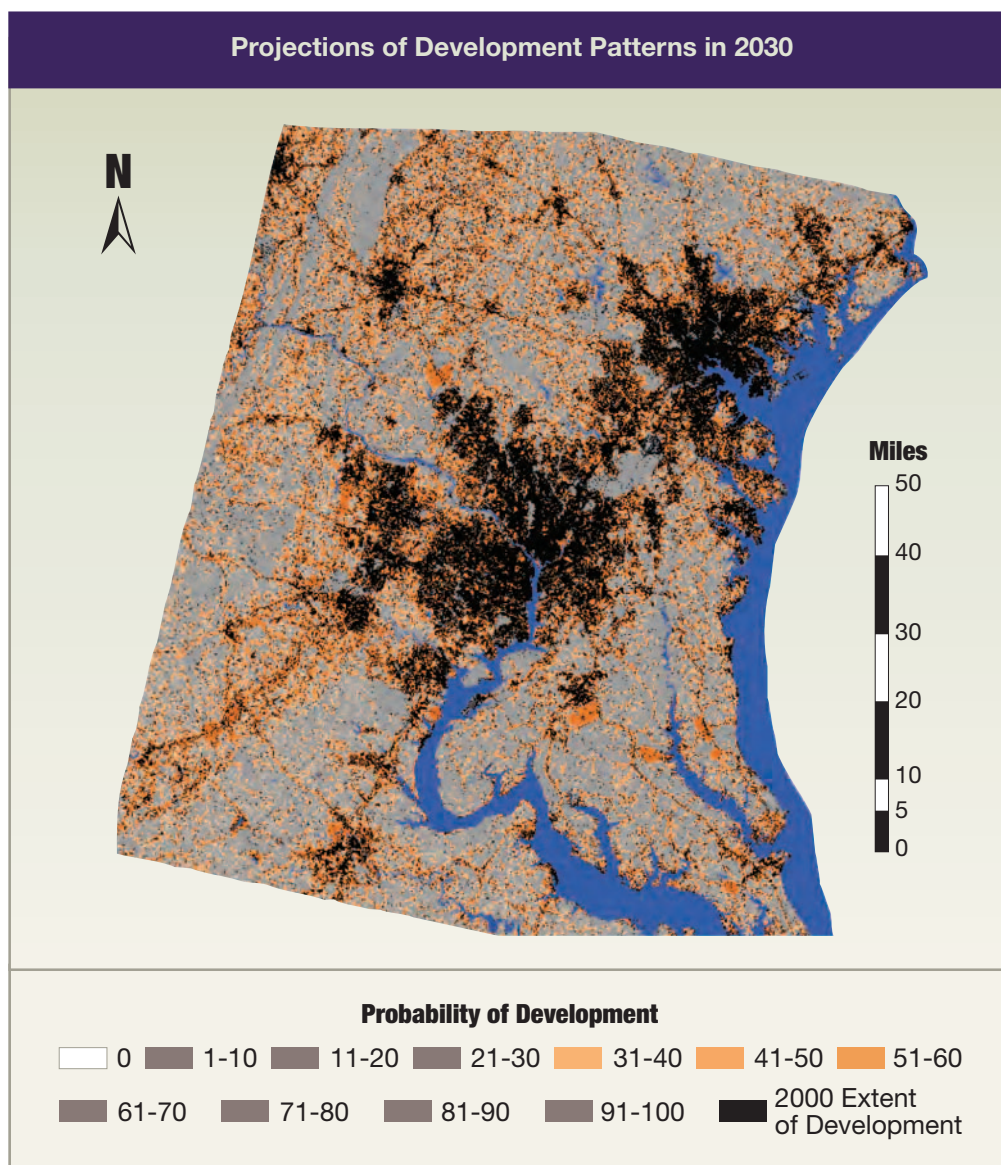 Projections of Development Patterns in 2030
N
Miles
50
40
30
20
10
5
0
Probability of Development
0 1-10 11-20 21-30 31-40 41-50 51-60
61-70 71-80 81-90 91-100 2000 Extent
of Development